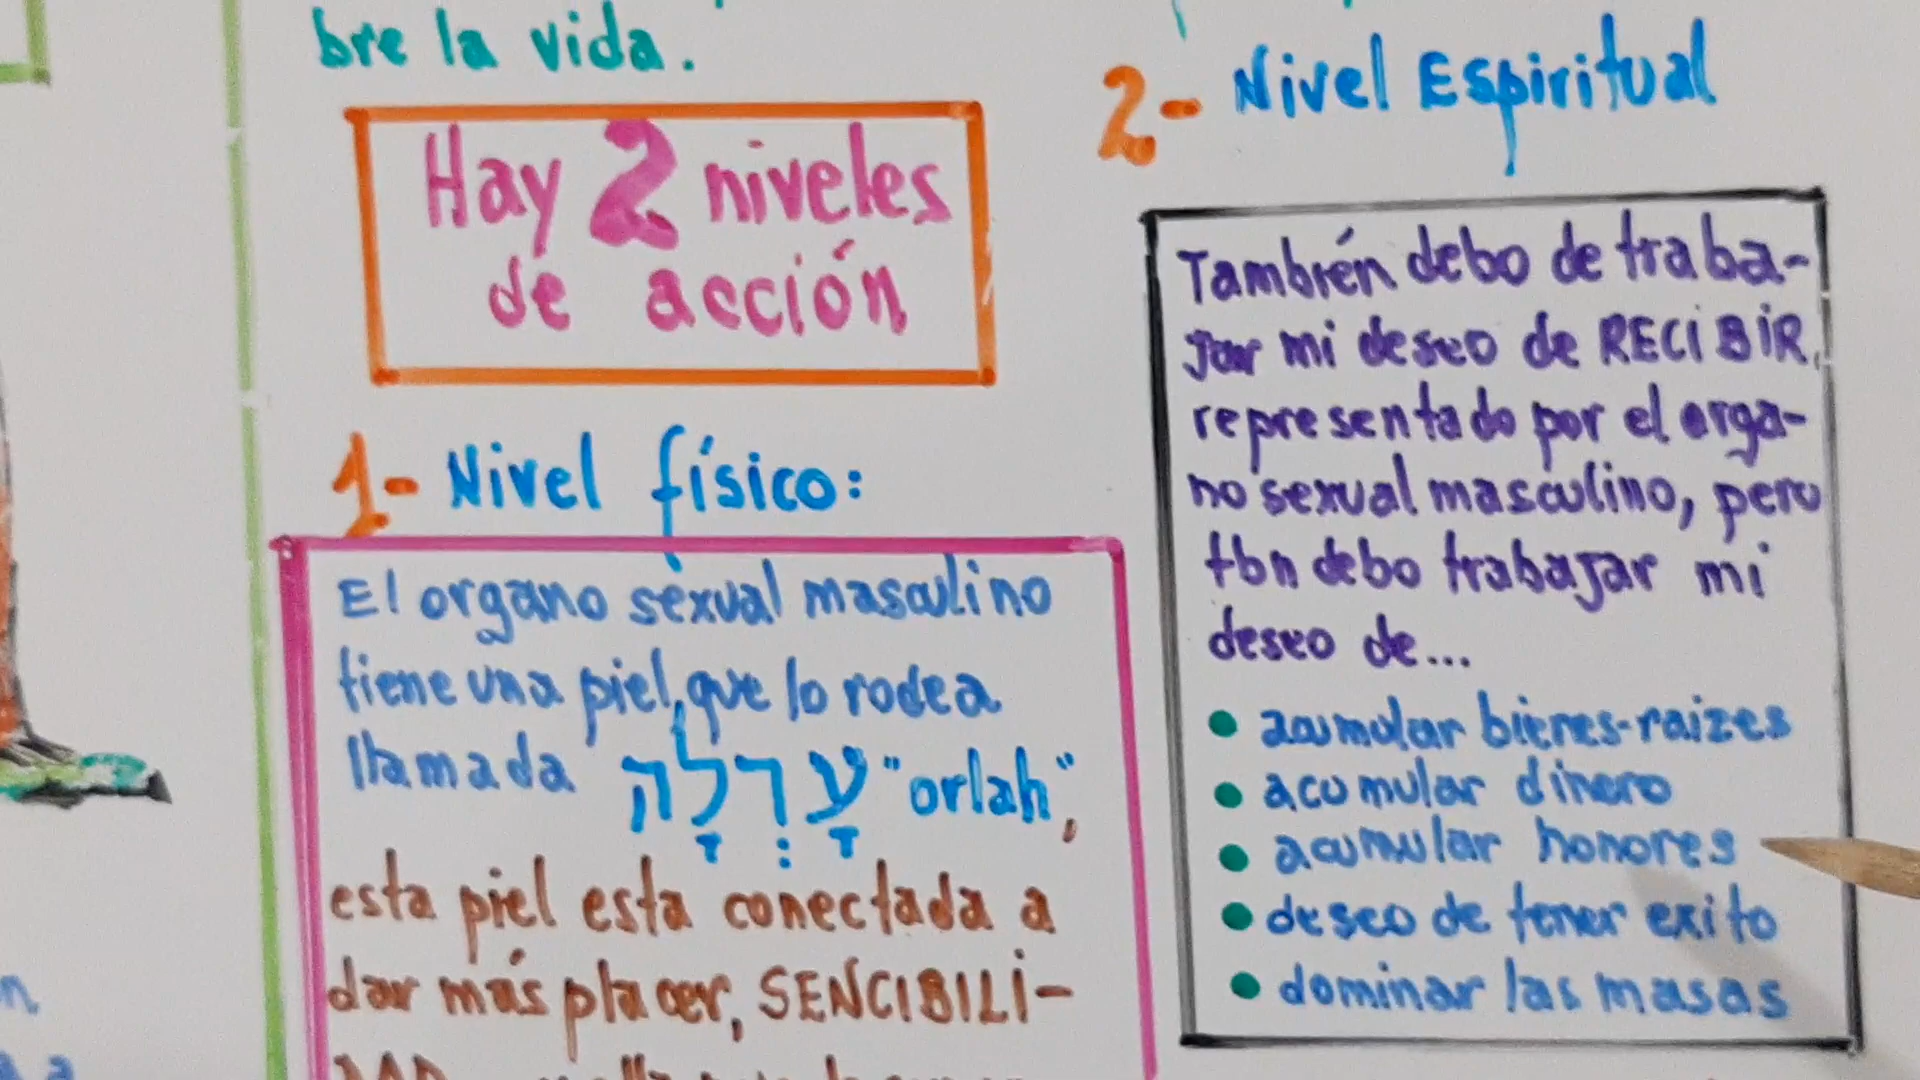 bre la vida.
Hay 2 niveles
de acción
1- Nivel físico:
El organo sexual masculino
tiene una piel, que lo rodea
llamada עָרְלָה "orlah",
esta piel esta conectada a
dar más placer, SENCIBILI-
2- Nivel Espiritual
También debo de traba-
jar mi deseo de RECIBIR,
representado por el orga-
no sexual masculino, pero
tbn debo trabajar mi
deseo de...
• acumular bienes-raizes
• acumular dinero
• acumular honores
• deseo de tener exito
• dominar las masas